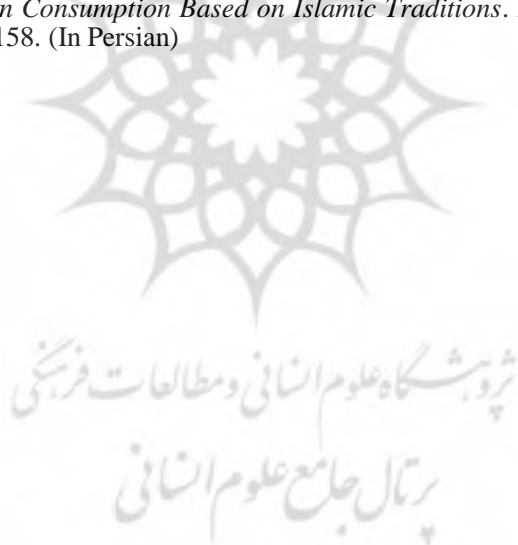 n Consumption Based on Islamic Traditions.
158. (In Persian)
پژوهشگاه علوم انسانی و مطالعات فرهنگی
پرتال جامع علوم انسانی